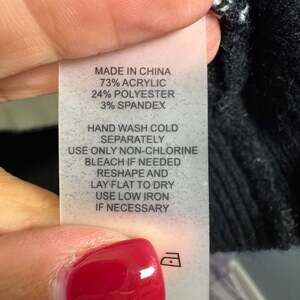 MADE IN CHINA
73% ACRYLIC
24% POLYESTER
3% SPANDEX
HAND WASH COLD
SEPARATELY
USE ONLY NON-CHLORINE
BLEACH IF NEEDED
RESHAPE AND
LAY FLAT TO DRY
USE LOW IRON
IF NECESSARY